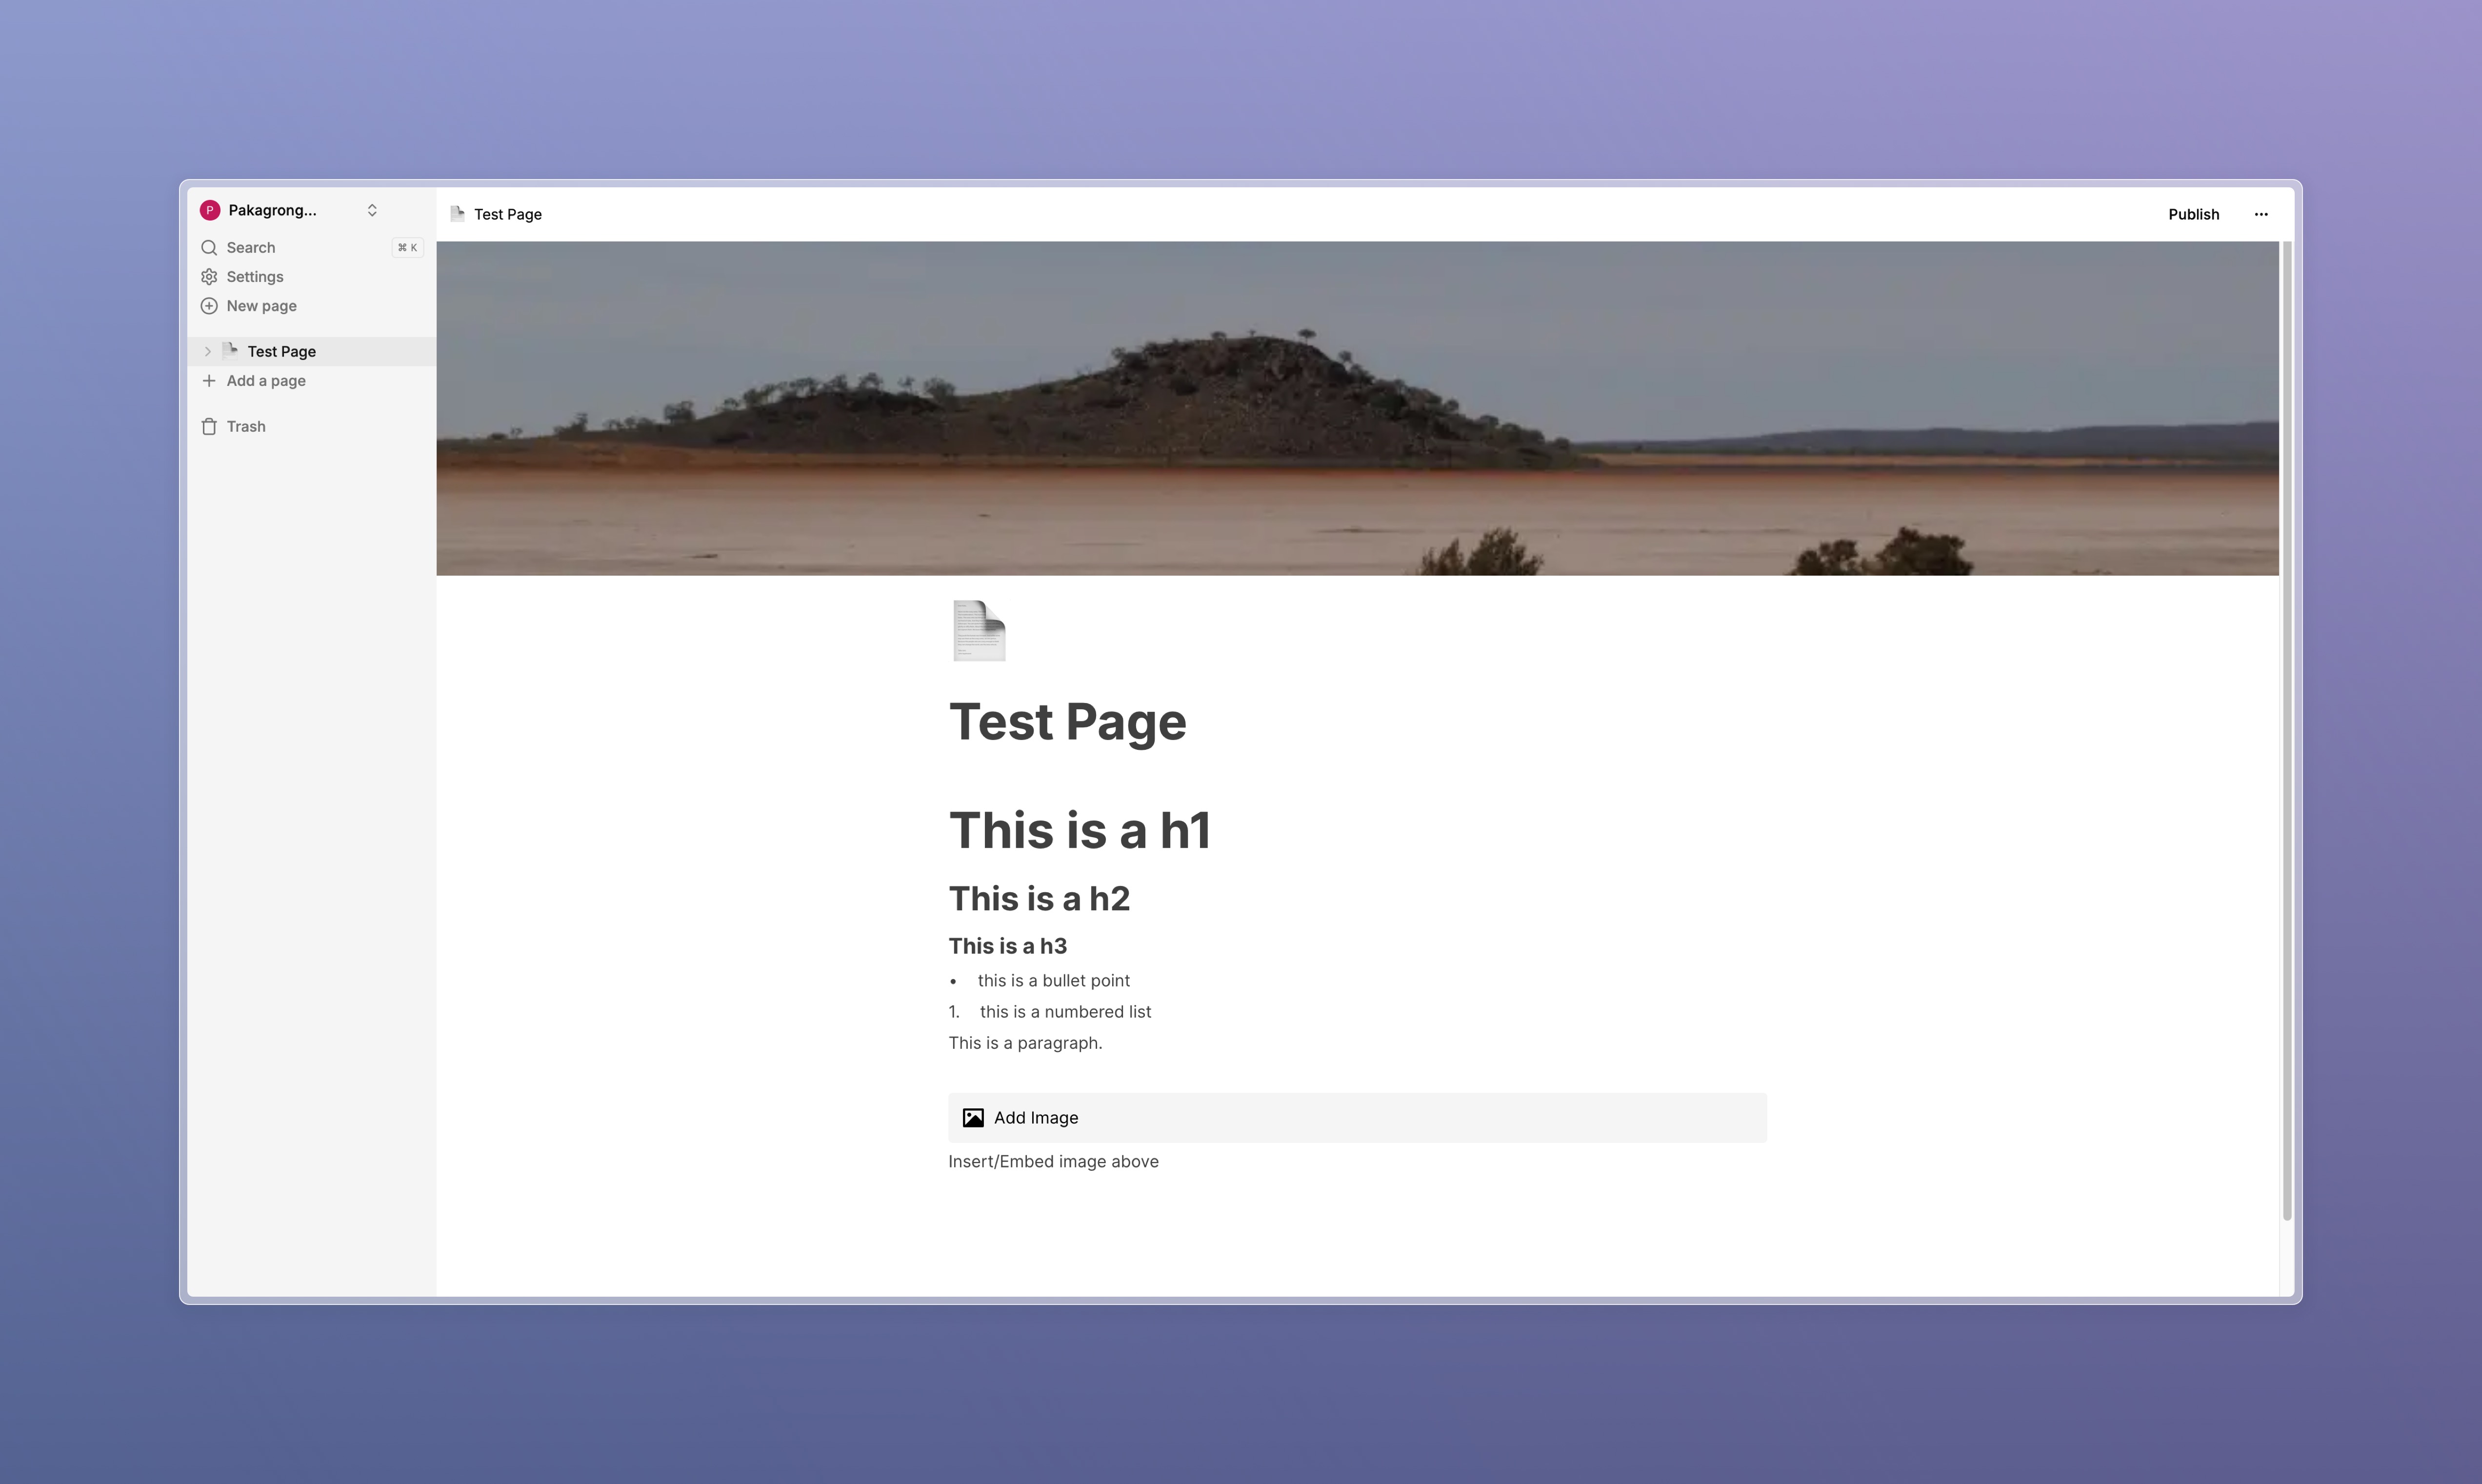 P Pakagrong...
Search ⌘ K
Settings
New page
Test Page
Add a page
Trash
Test Page
Publish
Test Page
This is a h1
This is a h2
This is a h3
• this is a bullet point
1. this is a numbered list
This is a paragraph.
Add Image
Insert/Embed image above